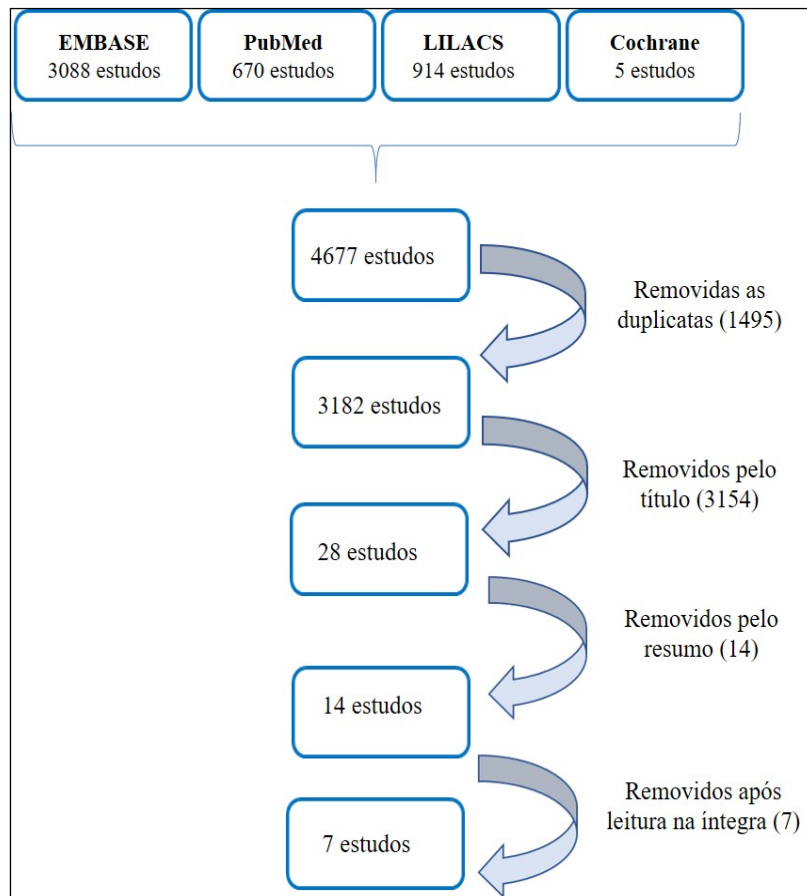 EMBASE
3088 estudos
PubMed
670 estudos
LILACS
914 estudos
Cochrane
5 estudos
4677 estudos
Removidas as
duplicatas (1495)
3182 estudos
Removidos pelo
título (3154)
28 estudos
Removidos pelo
resumo (14)
14 estudos
Removidos após
leitura na íntegra (7)
7 estudos